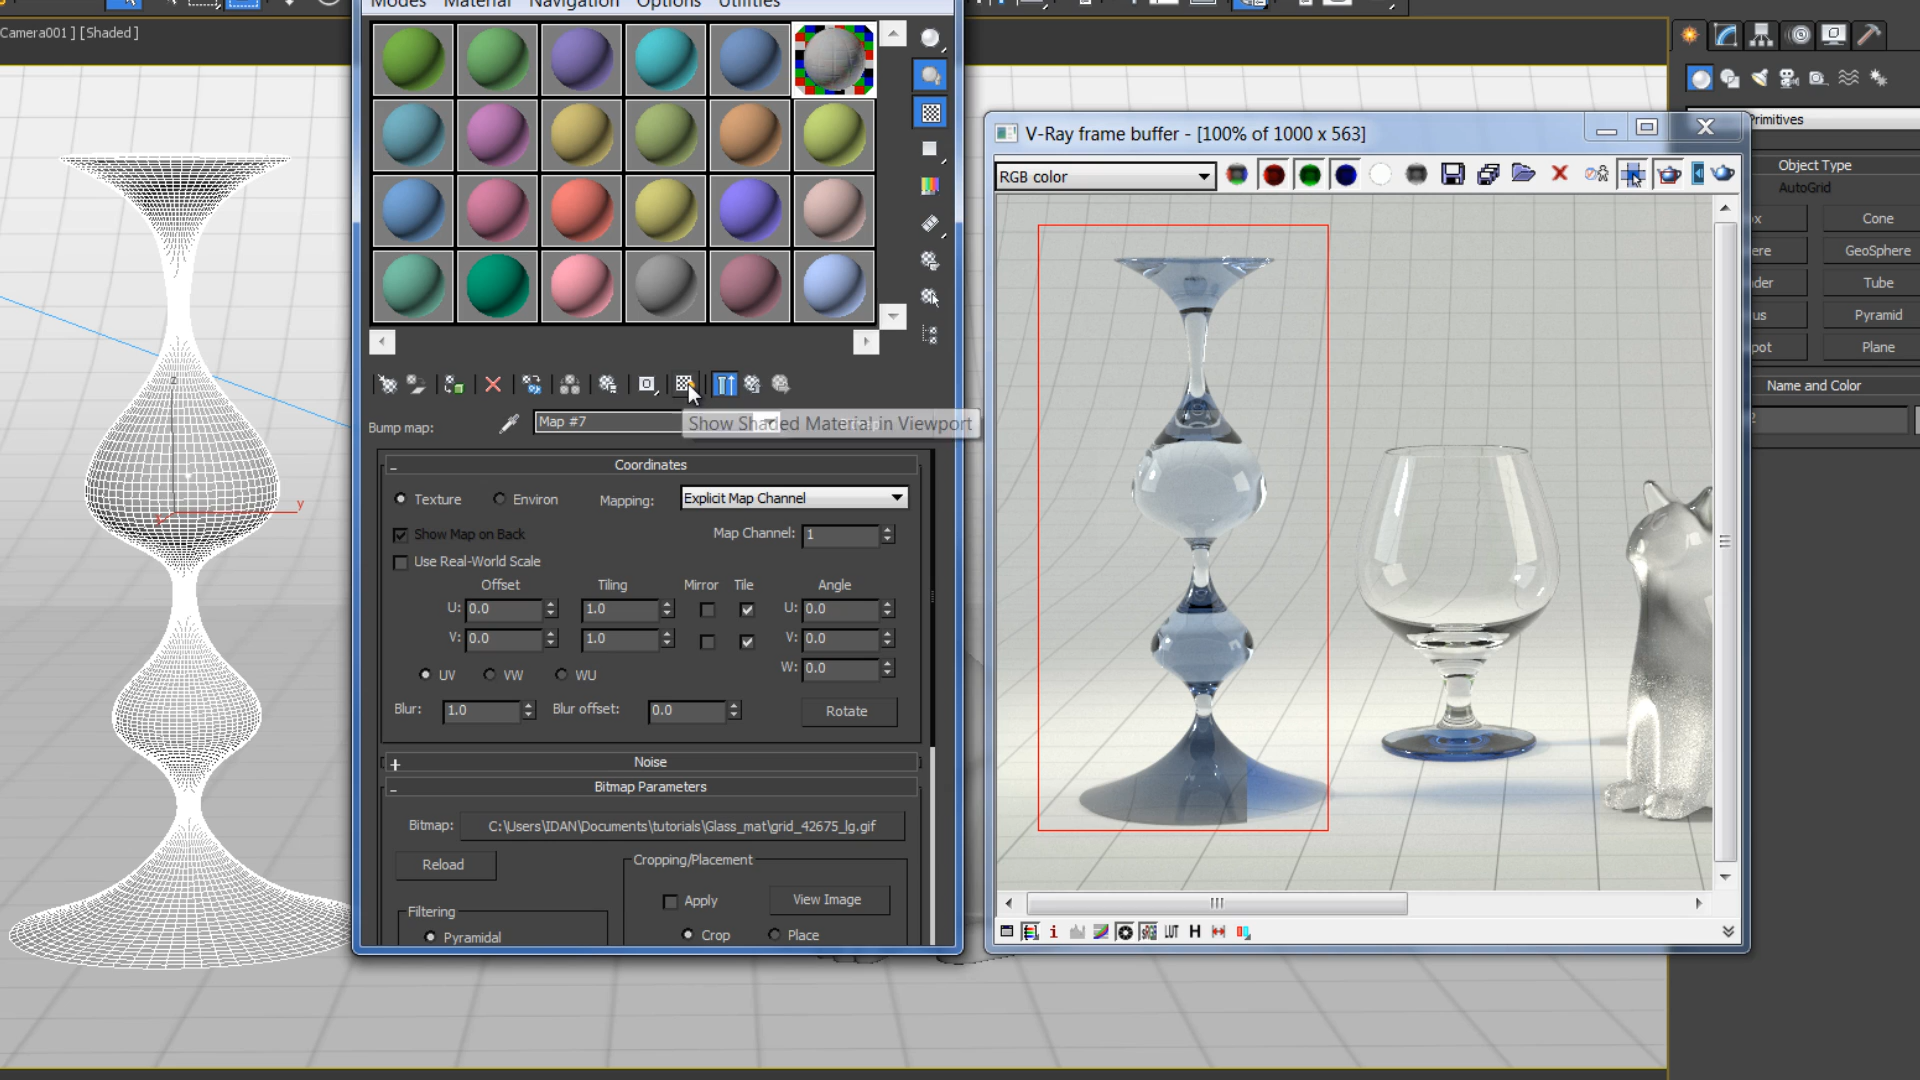 Modes Material Navigation Options Utilities
Camera001 ] [Shaded ]
V-Ray frame buffer - [100% of 1000 x 563]
RGB color
Primitives
Object Type
AutoGrid
Cone
GeoSphere
Tube
Pyramid
Plane
Name and Color
Bump map:
Map #7
Show Shaded Material in Viewport
Coordinates
Texture
Environ
Mapping:
Explicit Map Channel
Show Map on Back
Map Channel: 1
Use Real-World Scale
Offset Tiling Mirror Tile Angle
U: 0.0 1.0 U: 0.0
V: 0.0 1.0 V: 0.0
W: 0.0
UV VW WU
Blur: 1.0 Blur offset: 0.0 Rotate
Noise
Bitmap Parameters
Bitmap: C:\Users\IDAN\Documents\tutorials\Glass_mat\grid_42675_lg.gif
Reload
Cropping/Placement
Apply
View Image
Filtering
Pyramidal
Crop
Place
LUT
H
y
z